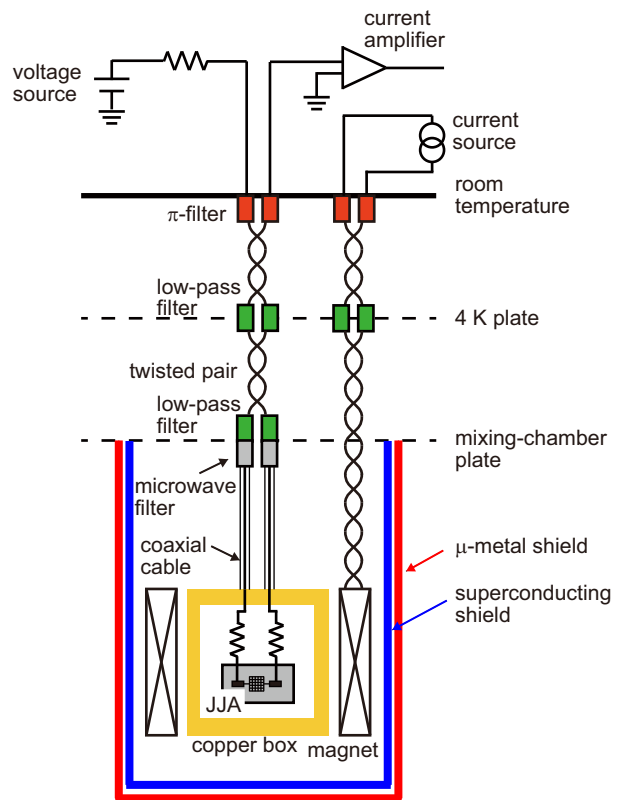 current
amplifier
voltage
source
current
source
room
temperature
π-filter
low-pass
filter
4 K plate
twisted pair
low-pass
filter
mixing-chamber
plate
microwave
filter
coaxial
cable
μ-metal shield
superconducting
shield
JJA
copper box
magnet